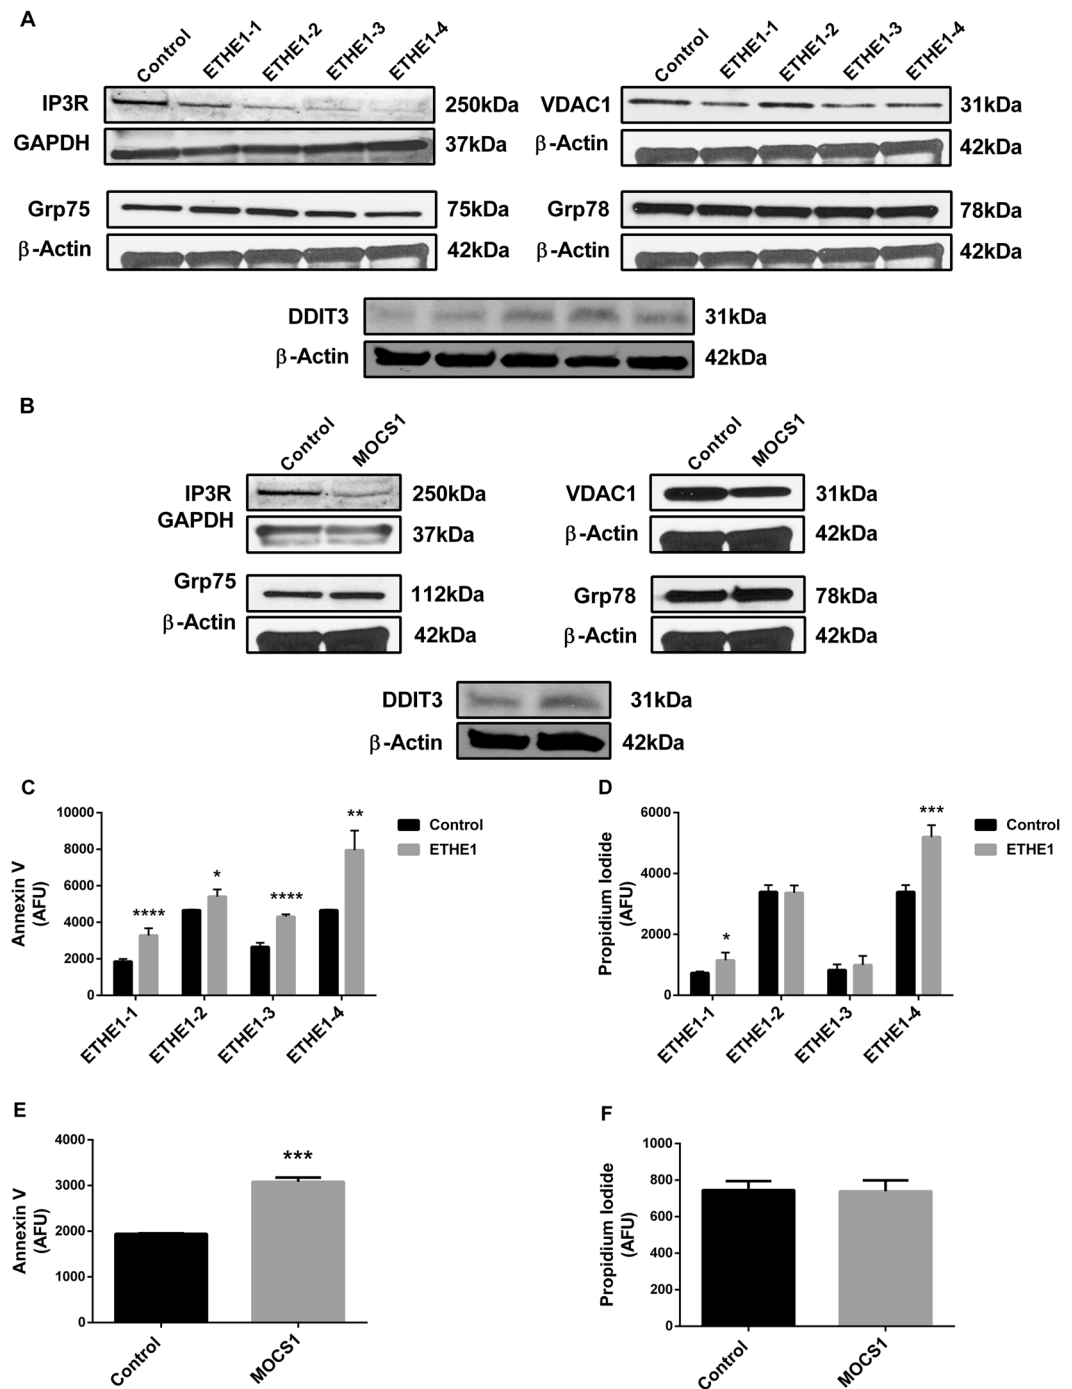 A
Control ETHE1-1 ETHE1-2 ETHE1-3 ETHE1-4
IP3R 250kDa
GAPDH 37kDa
Control ETHE1-1 ETHE1-2 ETHE1-3 ETHE1-4
VDAC1 31kDa
β-Actin 42kDa
Grp75 75kDa
β-Actin 42kDa
Grp78 78kDa
β-Actin 42kDa
DDIT3 31kDa
β-Actin 42kDa
B
Control MOCS1
IP3R 250kDa
GAPDH 37kDa
Control MOCS1
VDAC1 31kDa
β-Actin 42kDa
Grp75 112kDa
β-Actin 42kDa
Grp78 78kDa
β-Actin 42kDa
DDIT3 31kDa
β-Actin 42kDa
C
Annexin V
(AFU)
10000
8000
6000
4000
2000
0
****
*
****
**
Control
ETHE1
ETHE1-1 ETHE1-2 ETHE1-3 ETHE1-4
D
Propidium Iodide
(AFU)
6000
4000
2000
0
*
***
Control
ETHE1
ETHE1-1 ETHE1-2 ETHE1-3 ETHE1-4
E
Annexin V
(AFU)
4000
3000
2000
1000
0
***
Control MOCS1
F
Propidium Iodide
(AFU)
1000
800
600
400
200
0
Control MOCS1